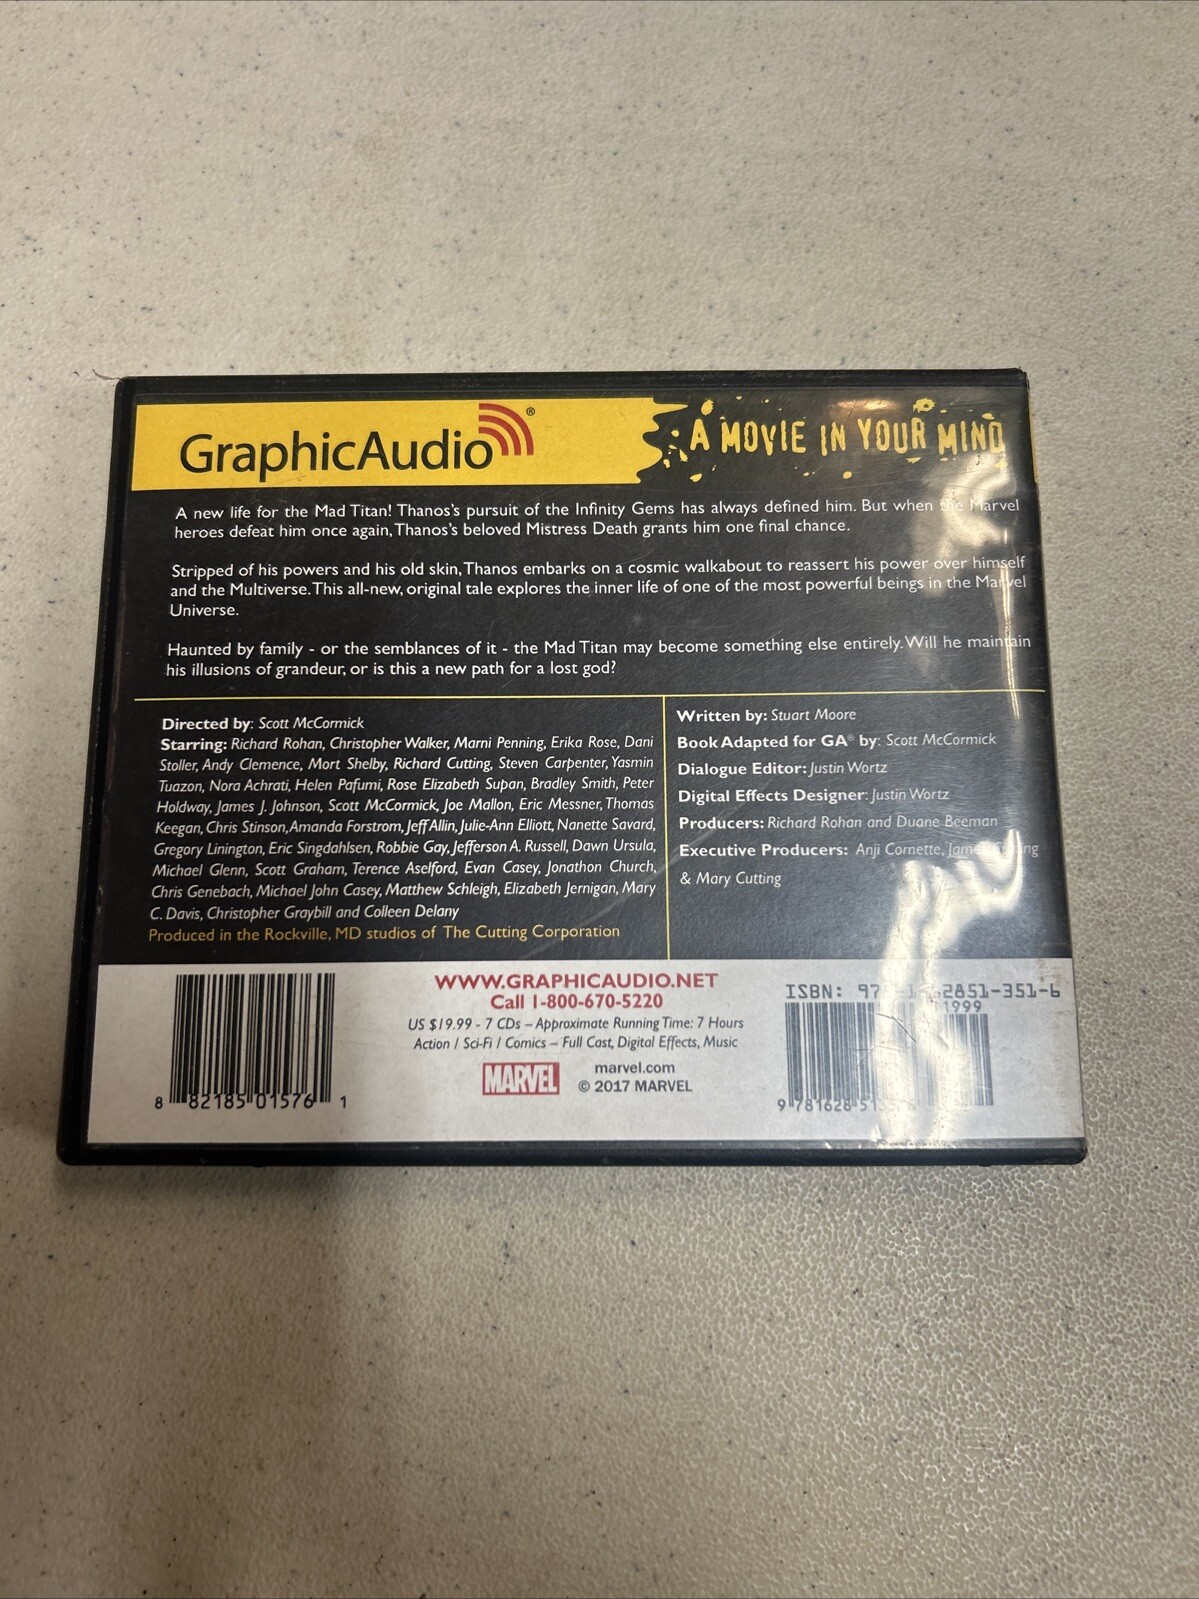 GraphicAudio®
A MOVIE IN YOUR MIND
A new life for the Mad Titan! Thanos's pursuit of the Infinity Gems has always defined him. But when the Marvel
heroes defeat him once again, Thanos's beloved Mistress Death grants him one final chance.
Stripped of his powers and his old skin, Thanos embarks on a cosmic walkabout to reassert his power over himself
and the Multiverse. This all-new, original tale explores the inner life of one of the most powerful beings in the Marvel
Universe.
Haunted by family - or the semblances of it - the Mad Titan may become something else entirely. Will he maintain
his illusions of grandeur, or is this a new path for a lost god?
Directed by: Scott McCormick
Starring: Richard Rohan, Christopher Walker, Marni Penning, Erika Rose, Dani
Stoller, Andy Clemence, Mort Shelby, Richard Cutting, Steven Carpenter, Yasmin
Tuazon, Nora Achrati, Helen Pafumi, Rose Elizabeth Supan, Bradley Smith, Peter
Holdway, James J. Johnson, Scott McCormick, Joe Mallon, Eric Messner, Thomas
Keegan, Chris Stinson, Amanda Forstrom, Jeff Allin, Julie-Ann Elliott, Nanette Savard,
Gregory Linington, Eric Singdahlsen, Robbie Gay, Jefferson A. Russell, Dawn Ursula,
Michael Glenn, Scott Graham, Terence Aselford, Evan Casey, Jonathon Church,
Chris Genebach, Michael John Casey, Matthew Schleigh, Elizabeth Jernigan, Mary
C. Davis, Christopher Graybill and Colleen Delany
Produced in the Rockville, MD studios of The Cutting Corporation
Written by: Stuart Moore
Book Adapted for GA® by: Scott McCormick
Dialogue Editor: Justin Wortz
Digital Effects Designer: Justin Wortz
Producers: Richard Rohan and Duane Beeman
Executive Producers: Anji Cornette,
& Mary Cutting
8 82185 01576 1
WWW.GRAPHICAUDIO.NET
Call 1-800-670-5220
US $19.99 - 7 CDs – Approximate Running Time: 7 Hours
Action / Sci-Fi / Comics – Full Cast, Digital Effects, Music
MARVEL
marvel.com
© 2017 MARVEL
ISBN: 2851-351-6
1999
9 781628